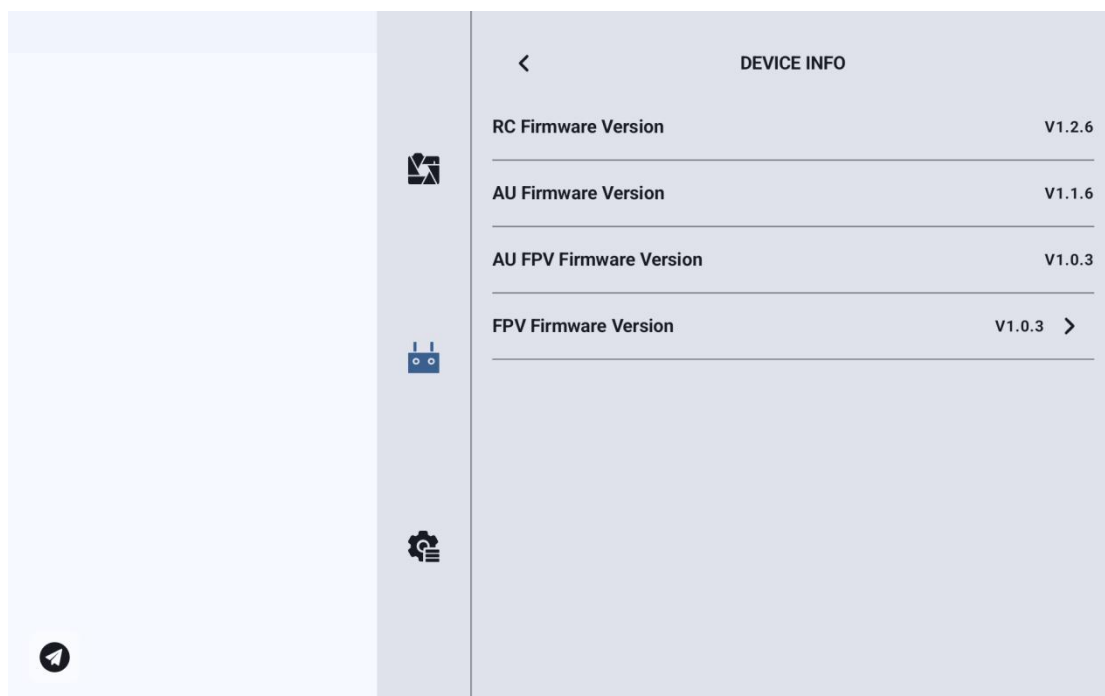 DEVICE INFO
RC Firmware Version V1.2.6
AU Firmware Version V1.1.6
AU FPV Firmware Version V1.0.3
FPV Firmware Version V1.0.3